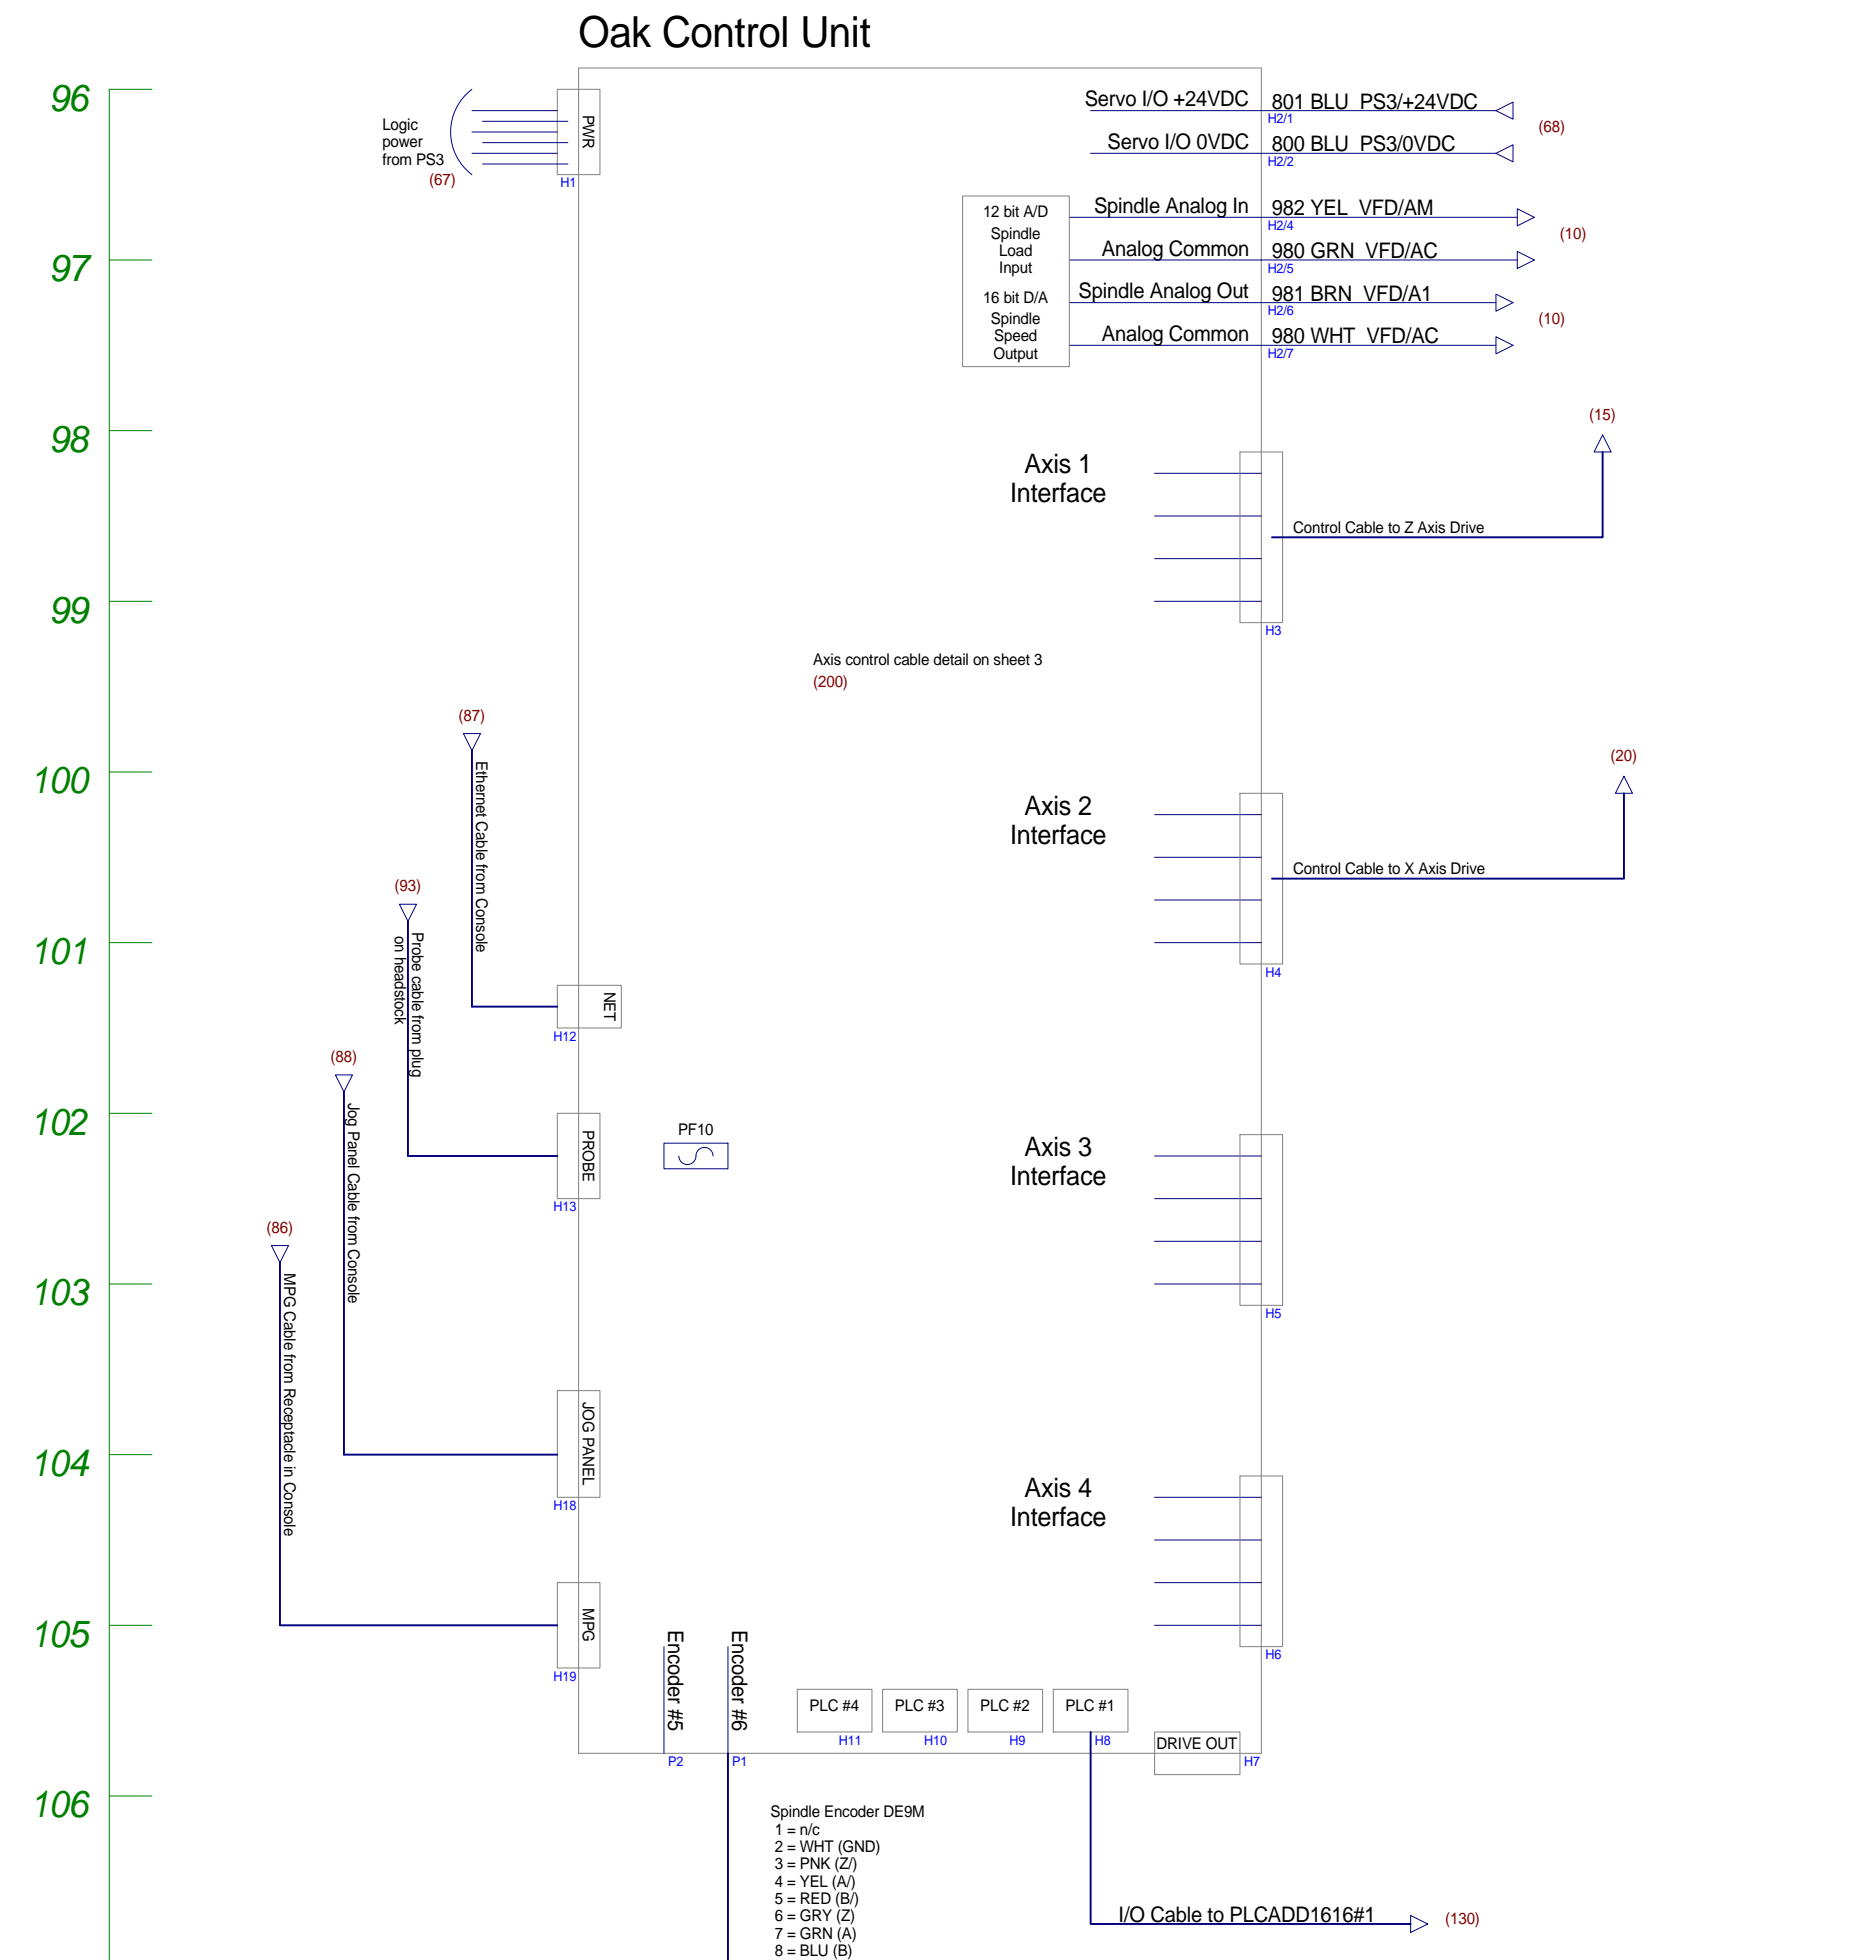 Oak Control Unit
96
Logic
power
from PS3
(67)
PWR
H1
Servo I/O +24VDC
801 BLU PS3/+24VDC
H2/1
(68)
Servo I/O 0VDC
800 BLU PS3/0VDC
H2/2
12 bit A/D
Spindle
Load
Input
16 bit D/A
Spindle
Speed
Output
Spindle Analog In
982 YEL VFD/AM
H2/4
(10)
Analog Common
980 GRN VFD/AC
H2/5
Spindle Analog Out
981 BRN VFD/A1
H2/6
(10)
Analog Common
980 WHT VFD/AC
H2/7
97
98
(15)
Axis 1
Interface
Control Cable to Z Axis Drive
99
H3
Axis control cable detail on sheet 3
(200)
(87)
Ethernet Cable from Console
100
(20)
Axis 2
Interface
Control Cable to X Axis Drive
(93)
Probe cable from plug
on headstock
101
H4
NET
H12
(88)
Jog Panel Cable from Console
102
PROBE
H13
PF10
Axis 3
Interface
(86)
MPG Cable from Receptacle in Console
103
H5
JOG PANEL
H18
104
Axis 4
Interface
MPG
H19
105
H6
Encoder #5
P2
Encoder #6
P1
PLC #4
H11
PLC #3
H10
PLC #2
H9
PLC #1
H8
DRIVE OUT
H7
106
Spindle Encoder DE9M
1 = n/c
2 = WHT (GND)
3 = PNK (Z/)
4 = YEL (A/)
5 = RED (B/)
6 = GRY (Z)
7 = GRN (A)
8 = BLU (B)
I/O Cable to PLCADD1616#1
(130)